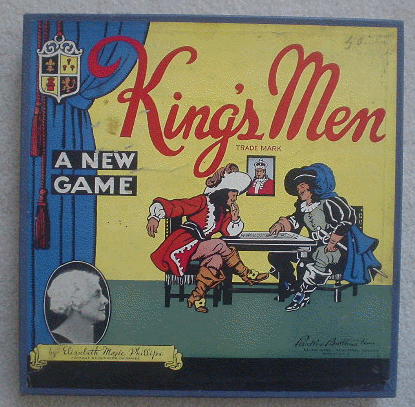 King's Men
TRADE MARK
A NEW
GAME
by Elizabeth Magie Phillips
Parker Brothers Inc